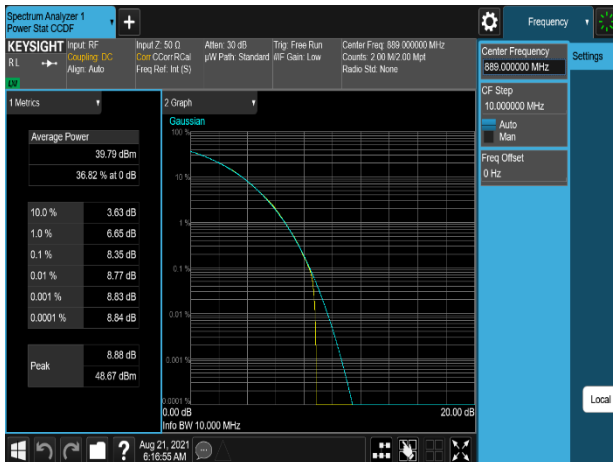 Spectrum Analyzer 1
Power Stat CCDF
Frequency
KEYSIGHT
Input: RF
Coupling: DC
Align: Auto
Input Z: 50 Ω
Corr CCorr RCal
Freq Ref: Int (S)
Atten: 30 dB
µW Path: Standard
Trig: Free Run
#IF Gain: Low
Center Freq: 889.000000 MHz
Counts: 2.00 M/2.00 Mpt
Radio Std: None
R L
Center Frequency
889.000000 MHz
Settings
CF Step
10.000000 MHz
Auto
Man
Freq Offset
0 Hz
Local
1 Metrics
Average Power
39.79 dBm
36.82 % at 0 dB
10.0 % 3.63 dB
1.0 % 6.65 dB
0.1 % 8.35 dB
0.01 % 8.77 dB
0.001 % 8.83 dB
0.0001 % 8.84 dB
Peak
8.88 dB
48.67 dBm
2 Graph
Gaussian
100 %
10 %
1 %
0.1 %
0.01 %
0.001 %
0.0001 %
0.00 dB 20.00 dB
Info BW 10.000 MHz
Aug 21, 2021
6:16:55 AM